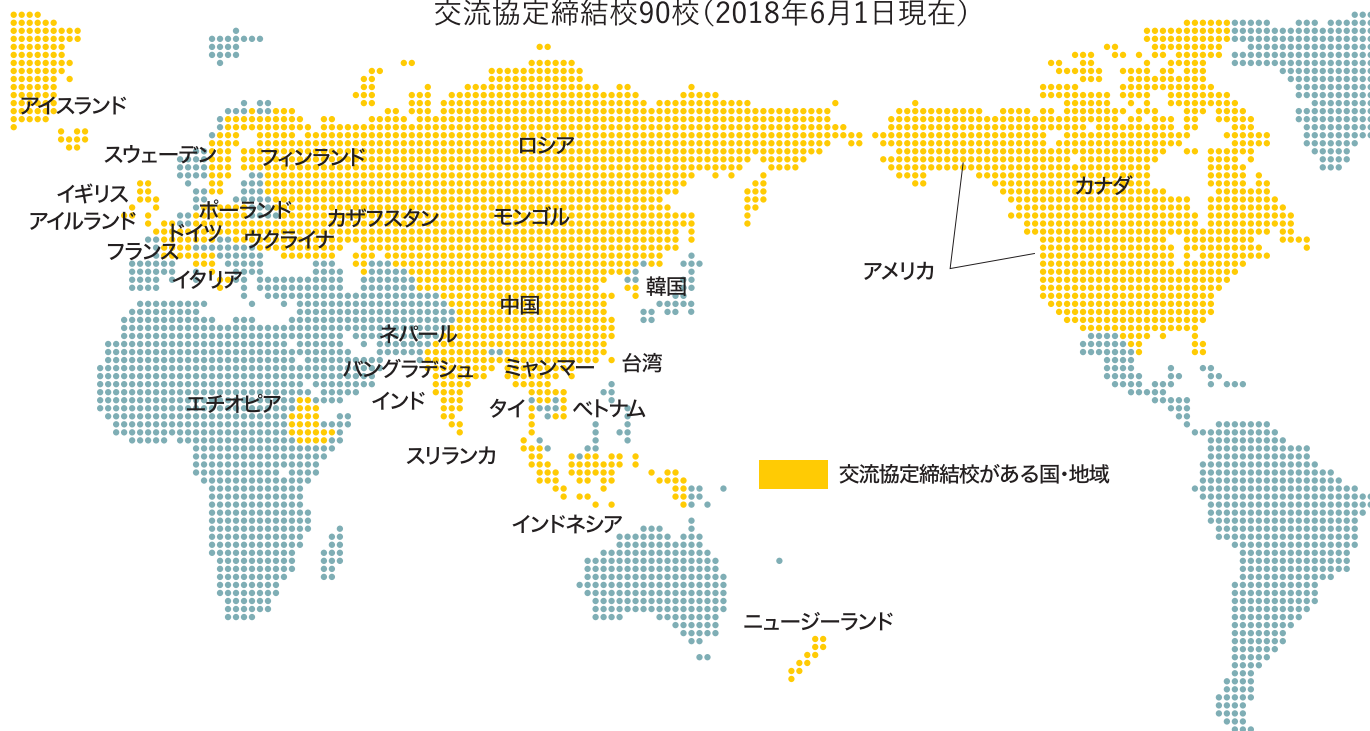 交流協定締結校90校（2018年6月1日現在）
アイスランド
スウェーデン
フィンランド
ロシア
イギリス
カナダ
アイルランド
ポーランド
カザフスタン
モンゴル
ドイツ
ウクライナ
フランス
イタリア
アメリカ
韓国
中国
ネパール
バングラデシュ
ミャンマー
台湾
エチオピア
インド
タイ
ベトナム
スリランカ
交流協定締結校がある国・地域
インドネシア
ニュージーランド